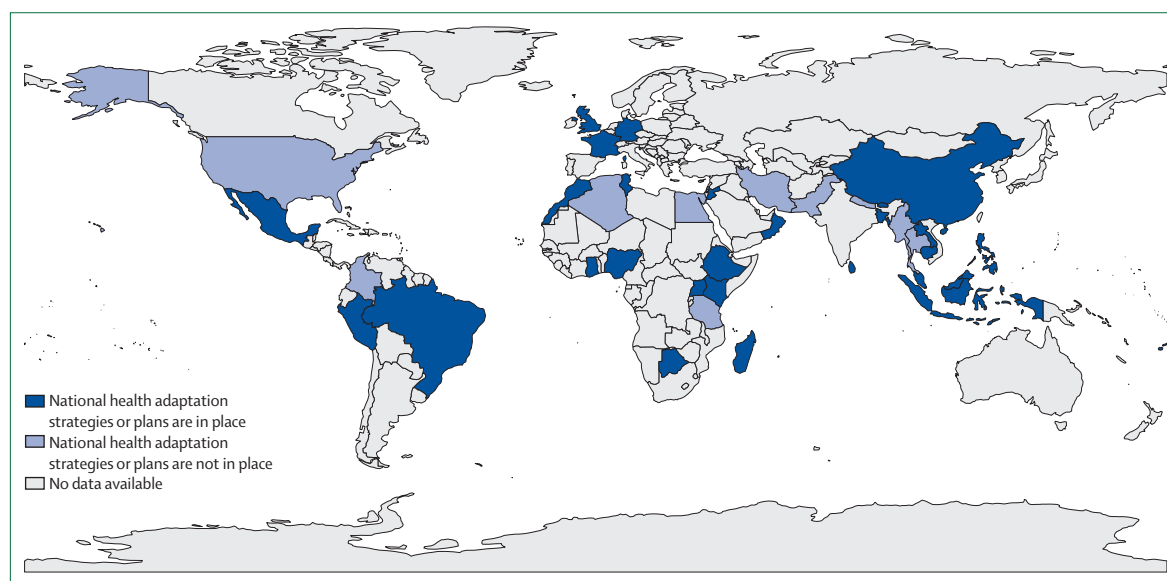 National health adaptation
strategies or plans are in place
National health adaptation
strategies or plans are not in place
No data available